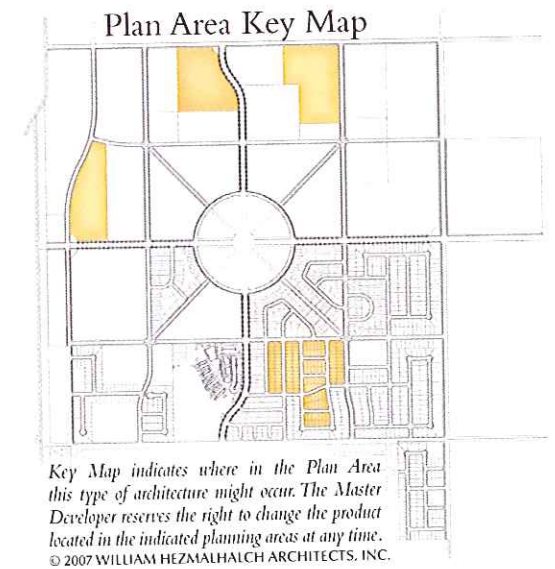 Plan Area Key Map
Key Map indicates where in the Plan Area
this type of architecture might occur. The Master
Developer reserves the right to change the product
located in the indicated planning areas at any time.
© 2007 WILLIAM HEZMALHALCH ARCHITECTS, INC.